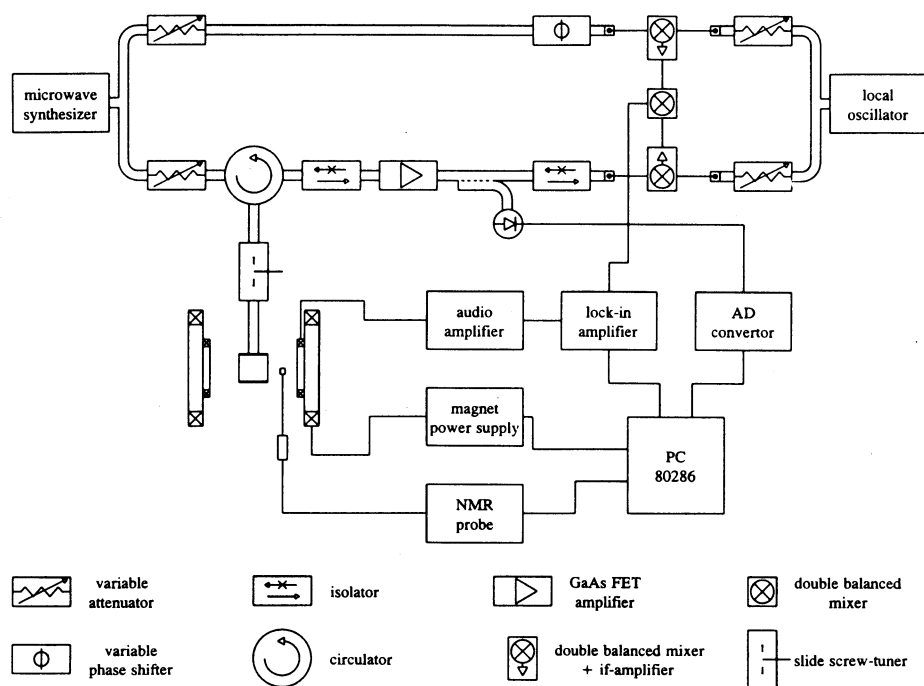 microwave
synthesizer
Φ
local
oscillator
audio
amplifier
lock-in
amplifier
AD
convertor
magnet
power supply
PC
80286
NMR
probe
variable
attenuator
isolator
GaAs FET
amplifier
double balanced
mixer
Φ
variable
phase shifter
circulator
double balanced mixer
+ if-amplifier
slide screw-tuner